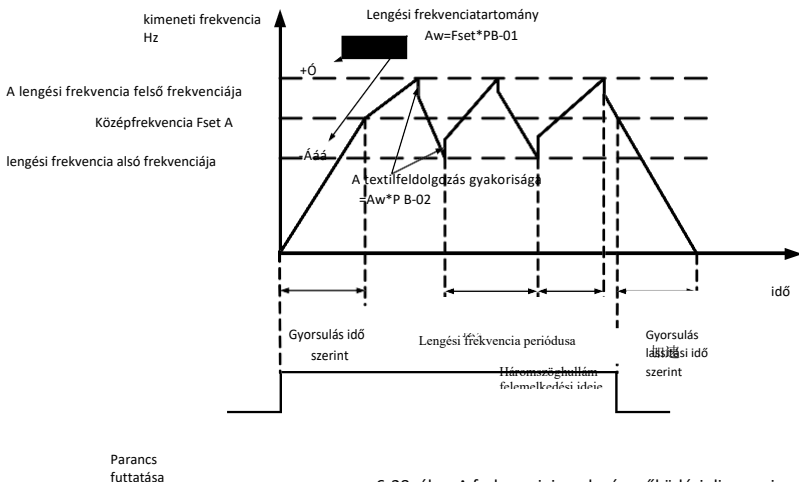 kimeneti frekvencia
Hz
Lengési frekvenciatartomány
Aw=Fset*PB-01
+Ó
A lengési frekvencia felső frekvenciája
Középfrekvencia Fset A
lengési frekvencia alsó frekvenciája
-Ááá
A textilfeldolgozás gyakorisága
=Aw*P B-02
idő
Gyorsulás idő
szerint
Lengési frekvencia periódusa
Gyorsulás
lassítási idő
szerint
Háromszöghullám
felemelkedési ideje
Parancs
futtatása